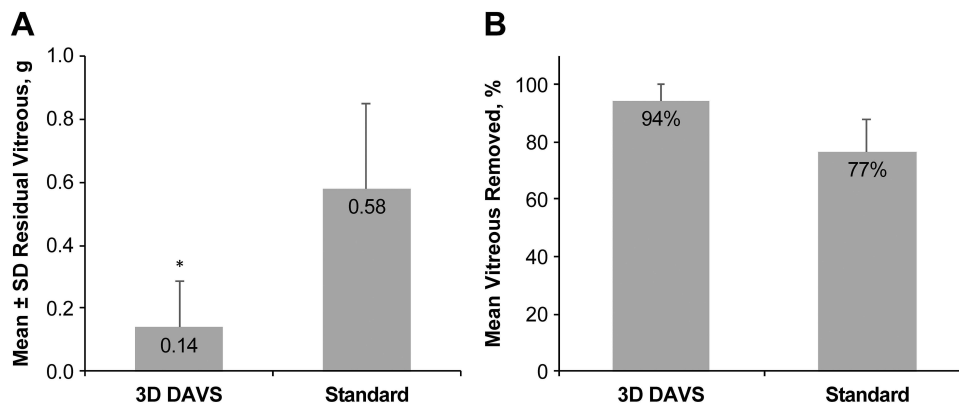 A
Mean ± SD Residual Vitreous, g
1.0
0.8
0.6
0.4
0.2
0.0
*
0.14
0.58
3D DAVS
Standard
B
Mean Vitreous Removed, %
100
80
60
40
20
0
94%
77%
3D DAVS
Standard